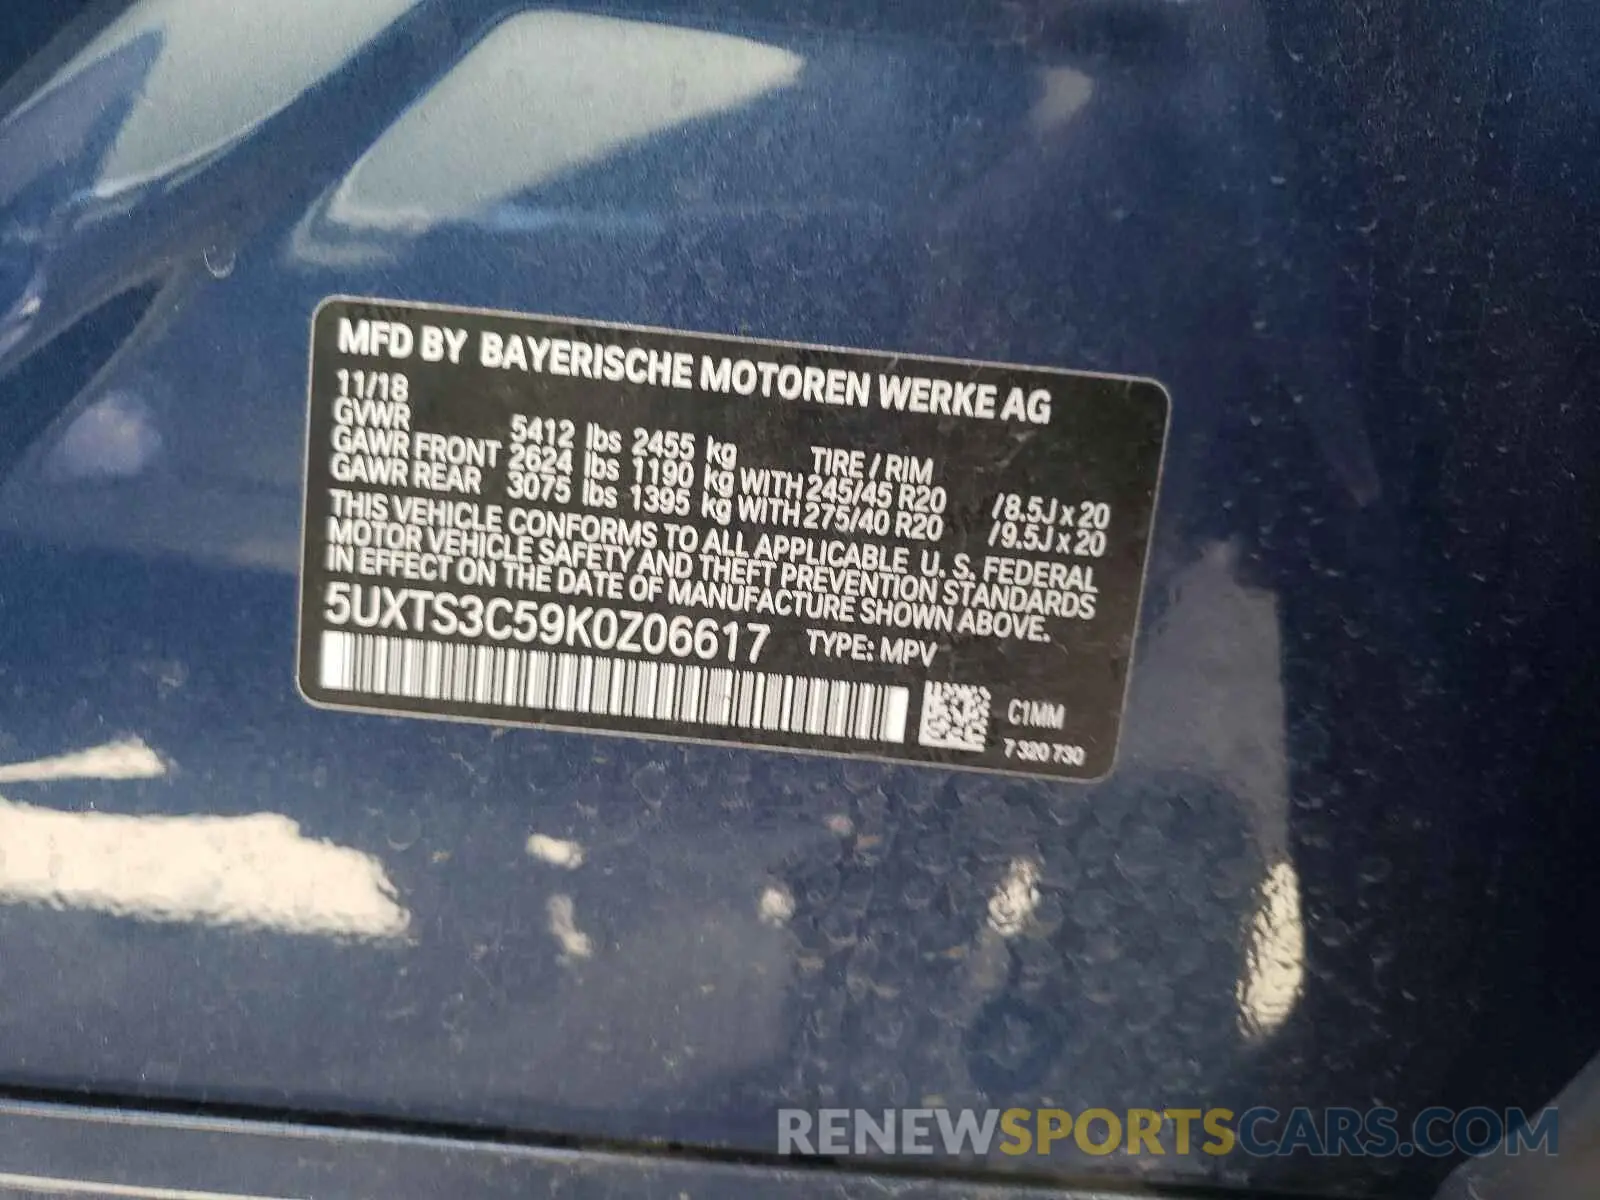 MFD BY BAYERISCHE MOTOREN WERKE AG
11/18
GVWR 5412 lbs 2455 kg TIRE / RIM
GAWR FRONT 2624 lbs 1190 kg WITH 245/45 R20 /8.5J x 20
GAWR REAR 3075 lbs 1395 kg WITH 275/40 R20 /9.5J x 20
THIS VEHICLE CONFORMS TO ALL APPLICABLE U. S. FEDERAL
MOTOR VEHICLE SAFETY AND THEFT PREVENTION STANDARDS
IN EFFECT ON THE DATE OF MANUFACTURE SHOWN ABOVE.
5UXTS3C59K0Z06617 TYPE: MPV
C1MM
7 320 730
RENEWSPORTSCARS.COM